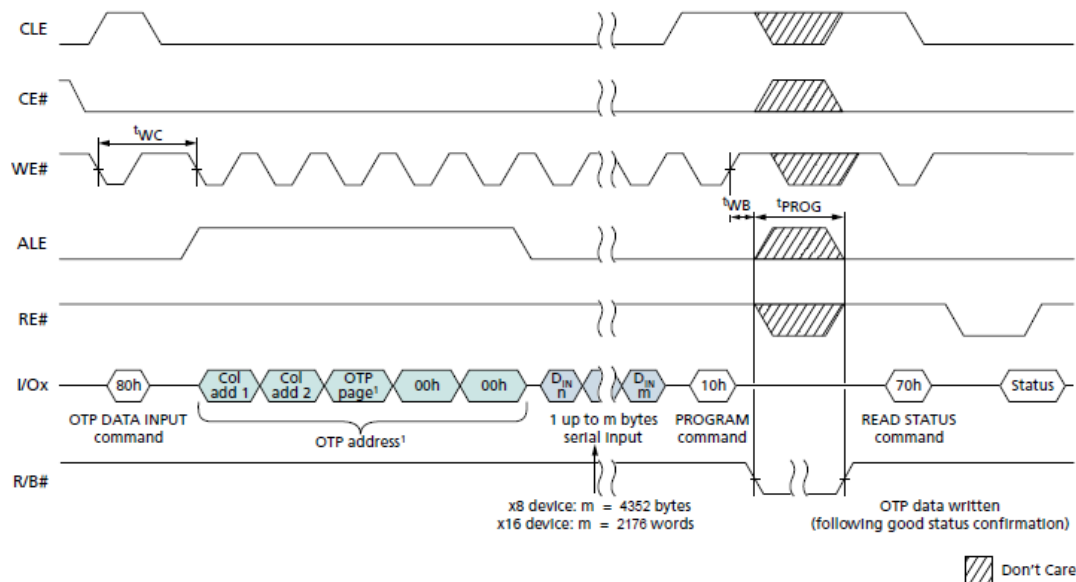 CLE
CE#
tWC
WE#
tWB
tPROG
ALE
RE#
I/Ox
80h
Col add 1
Col add 2
OTP page¹
00h
00h
DIN n
DIN m
10h
70h
Status
OTP DATA INPUT
command
OTP address¹
1 up to m bytes
serial input
PROGRAM
command
READ STATUS
command
R/B#
x8 device: m = 4352 bytes
x16 device: m = 2176 words
OTP data written
(following good status confirmation)
Don't Care